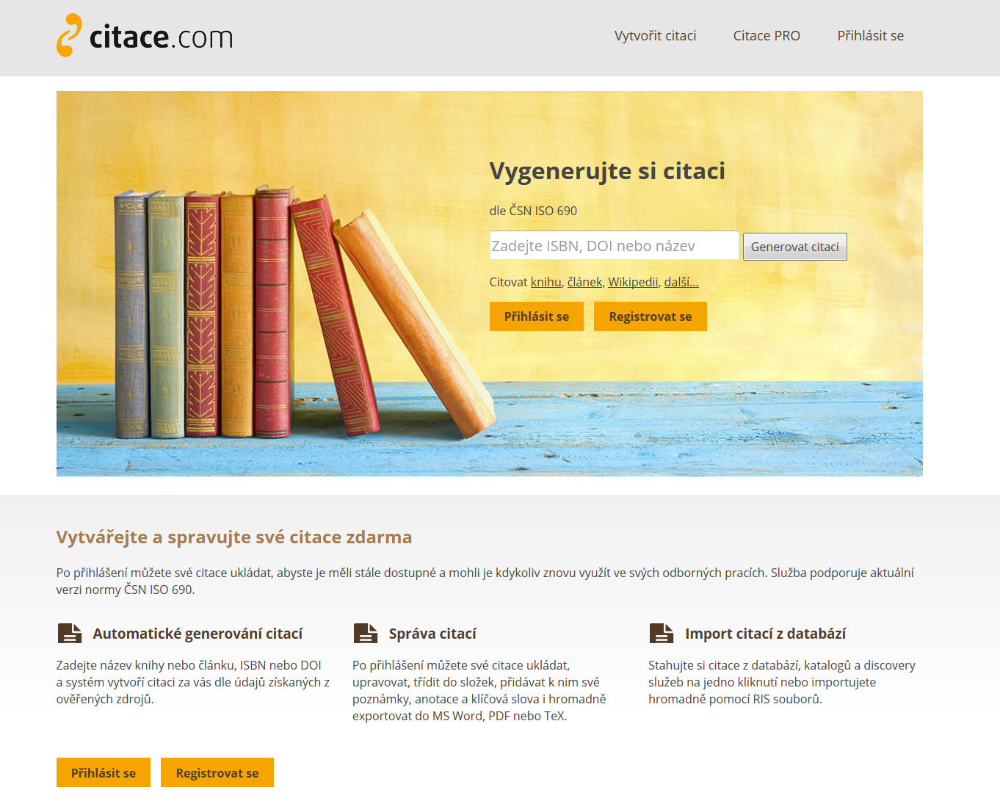 citace.com
Vytvořit citaci
Citace PRO
Přihlásit se
Vygenerujte si citaci
dle ČSN ISO 690
Zadejte ISBN, DOI nebo název
Generovat citaci
Citovat knihu, článek, Wikipedii, další...
Přihlásit se
Registrovat se
Vytvářejte a spravujte své citace zdarma
Po přihlášení můžete své citace ukládat, abyste je měli stále dostupné a mohli je kdykoliv znovu využít ve svých odborných pracích. Služba podporuje aktuální
verzi normy ČSN ISO 690.
Automatické generování citací
Zadejte název knihy nebo článku, ISBN nebo DOI
a systém vytvoří citaci za vás dle údajů získaných z
ověřených zdrojů.
Správa citací
Po přihlášení můžete své citace ukládat,
upravovat, třídit do složek, přidávat k nim své
poznámky, anotace a klíčová slova i hromadně
exportovat do MS Word, PDF nebo TeX.
Import citací z databází
Stahujte si citace z databází, katalogů a discovery
služeb na jedno kliknutí nebo importujete
hromadně pomocí RIS souborů.
Přihlásit se
Registrovat se